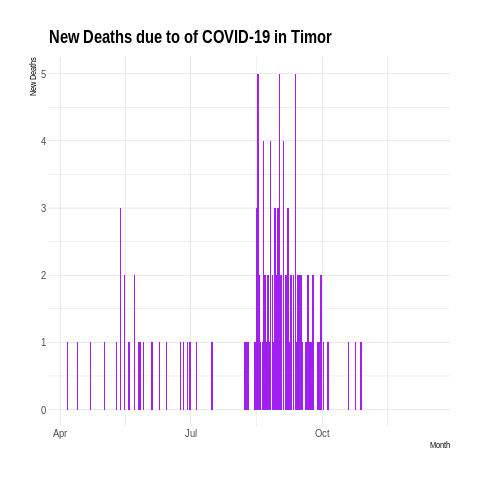 New Deaths due to of COVID-19 in Timor
New Deaths
5
4
3
2
1
0
Apr
Jul
Oct
Month